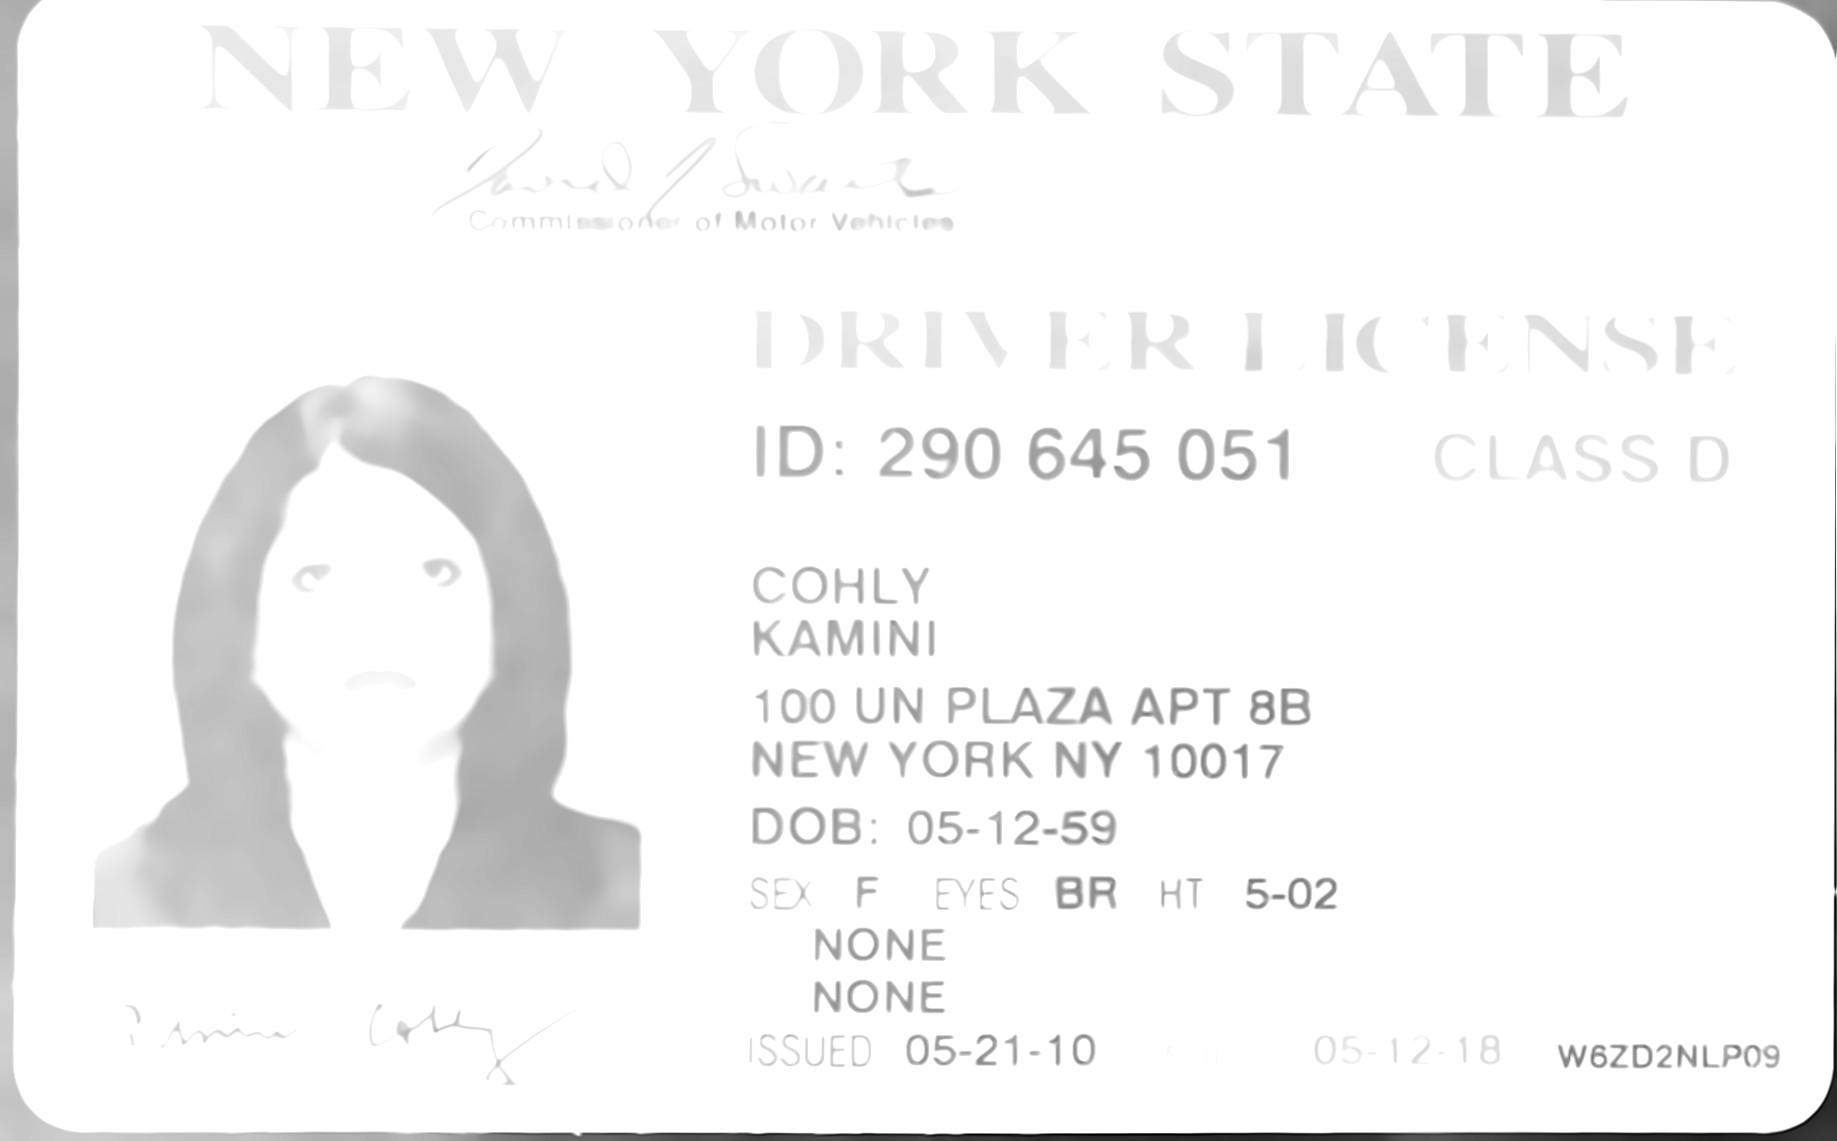 NEW YORK STATE
Commissioner of Motor Vehicles
DRIVER LICENSE
ID: 290 645 051 CLASS D
COHLY
KAMINI
100 UN PLAZA APT 8B
NEW YORK NY 10017
DOB: 05-12-59
SEX F EYES BR HT 5-02
NONE
NONE
ISSUED 05-21-10 05-12-18 W6ZD2NLP09